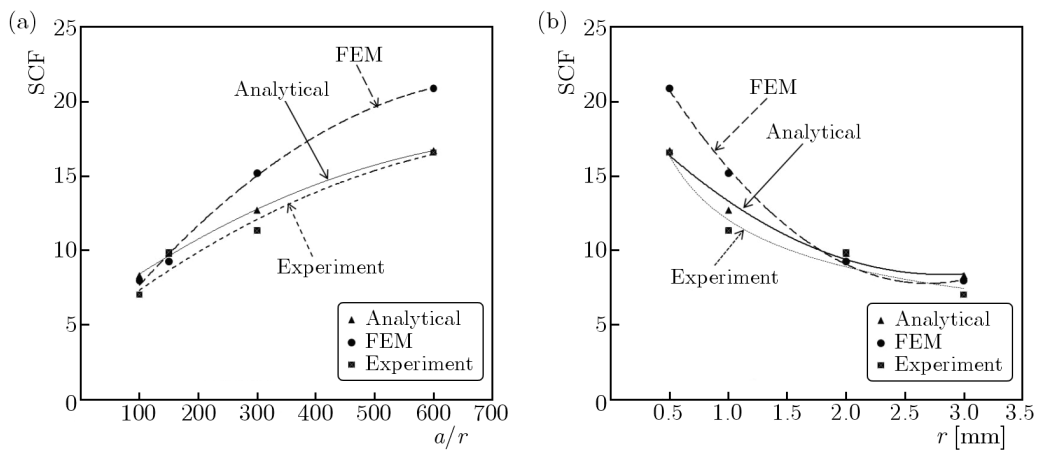 (a)
SCF
25
20
15
10
5
0
FEM
Analytical
Experiment
Analytical
FEM
Experiment
100 200 300 400 500 600 700
a/r
(b)
SCF
25
20
15
10
5
0
FEM
Analytical
Experiment
Analytical
FEM
Experiment
0.5 1.0 1.5 2.0 2.5 3.0 3.5
r [mm]